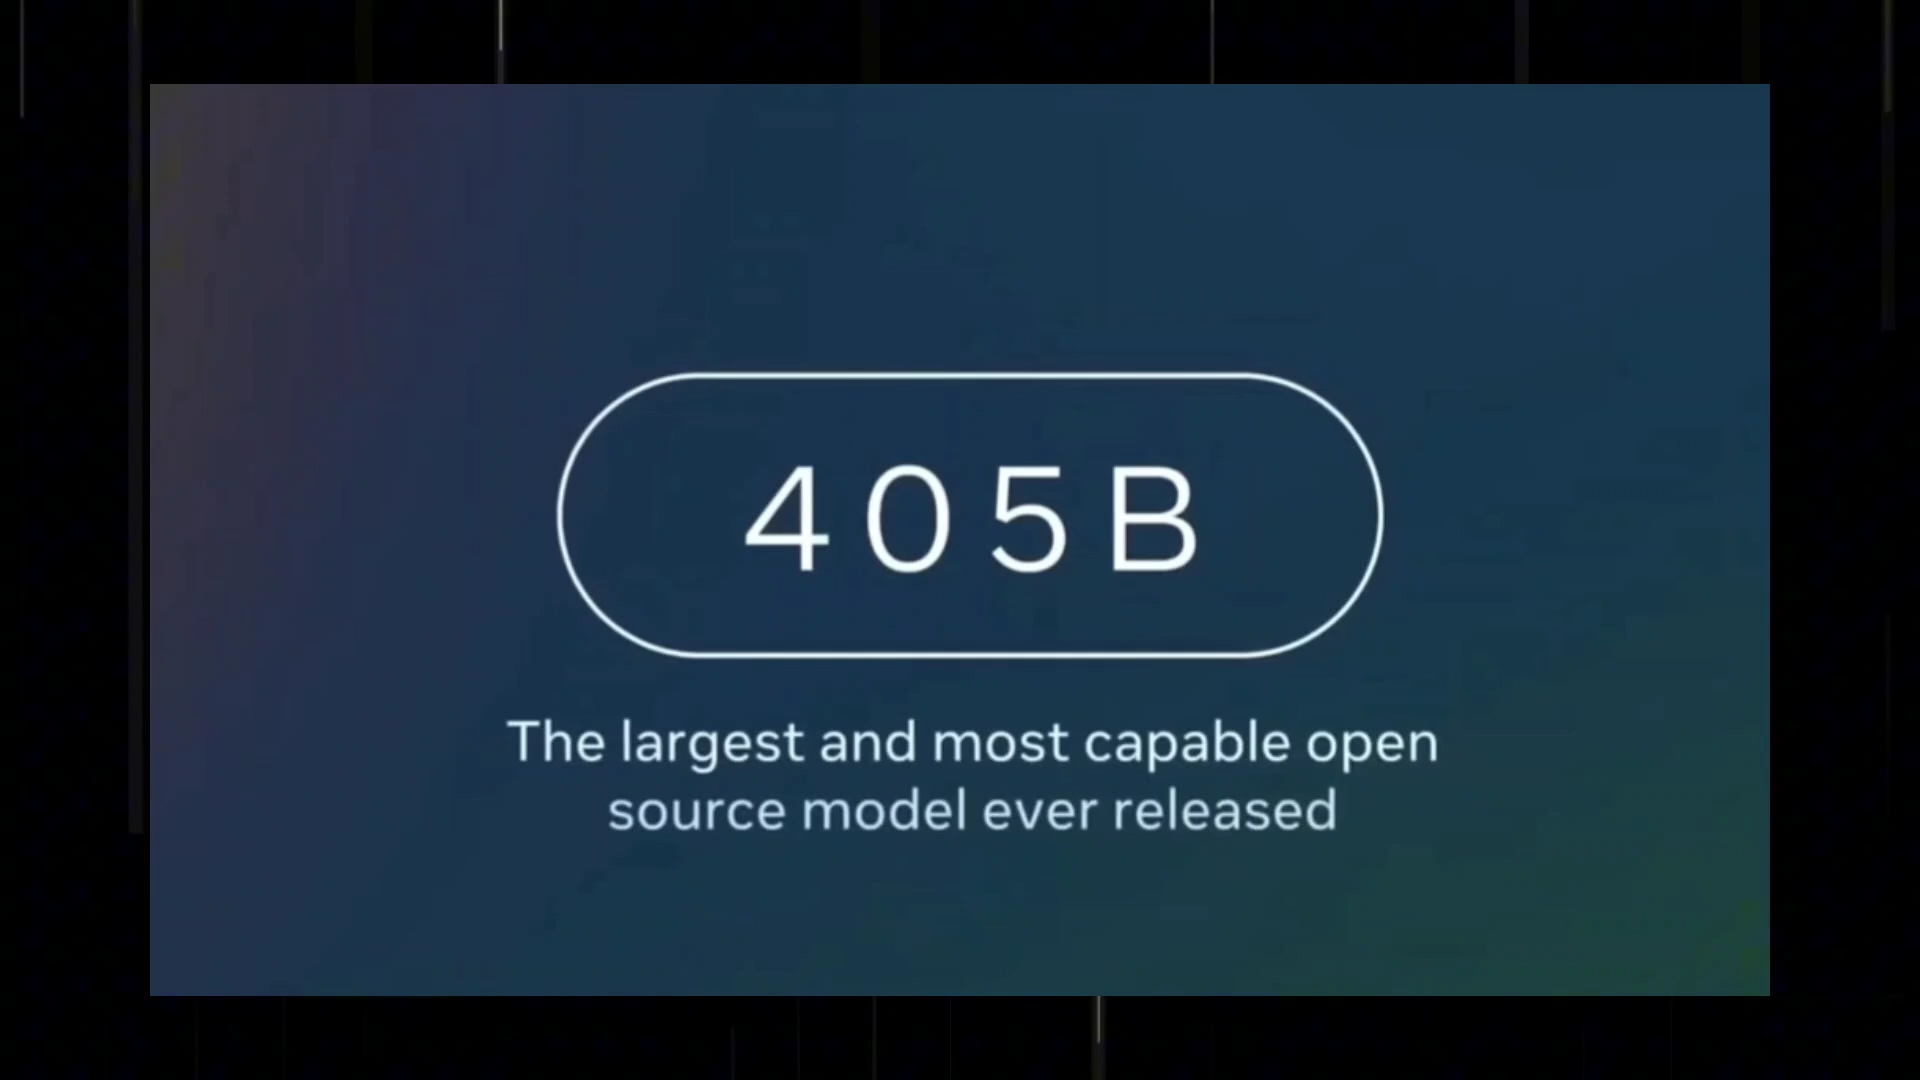 405B
The largest and most capable open
source model ever released